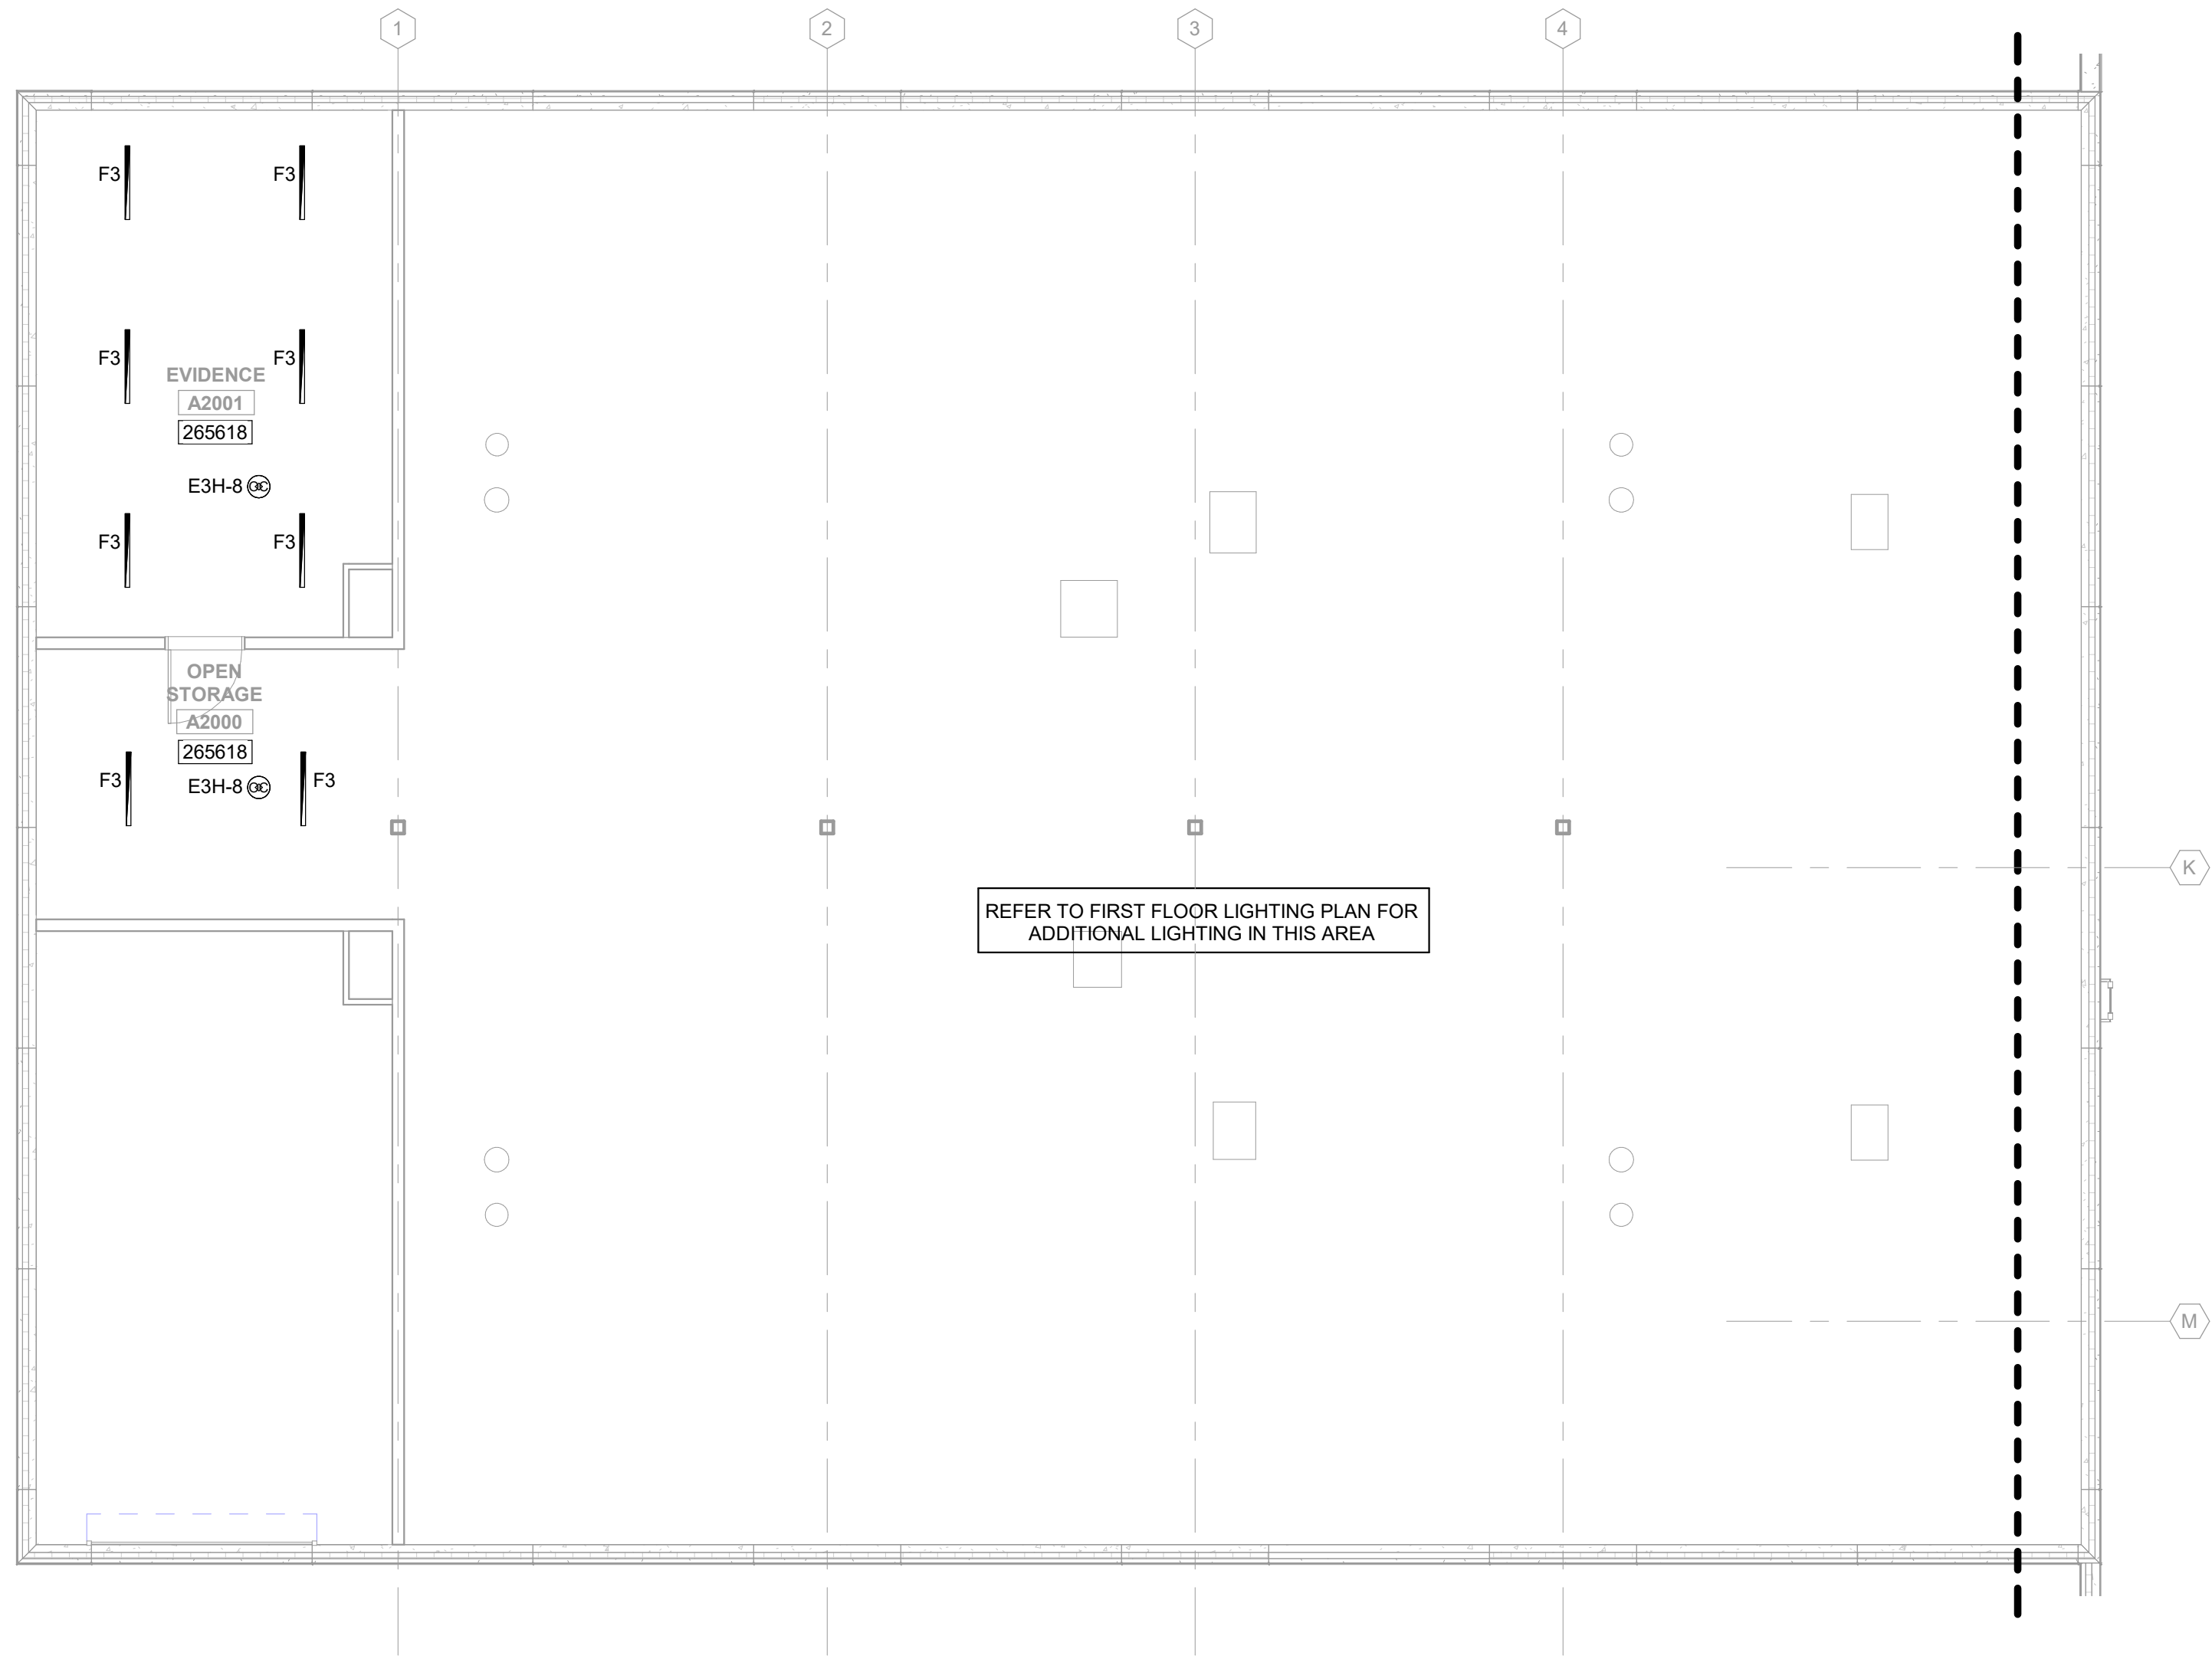 1
2
3
4
F3
F3
F3
F3
EVIDENCE
A2001
265618
E3H-8
F3
F3
OPEN
STORAGE
A2000
265618
F3
E3H-8
F3
K
REFER TO FIRST FLOOR LIGHTING PLAN FOR
ADDITIONAL LIGHTING IN THIS AREA
M